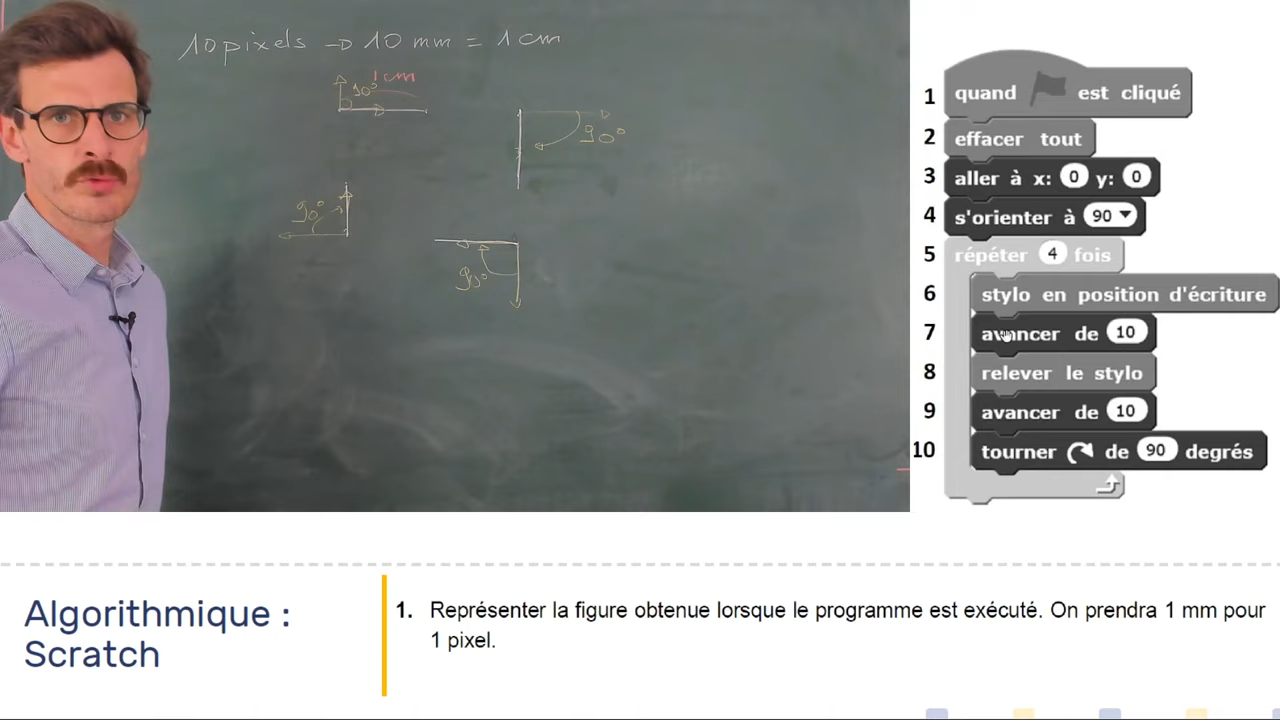 10 pixels → 10 mm = 1 cm
1 cm
90°
90°
90°
90°
1 quand est cliqué
2 effacer tout
3 aller à x: 0 y: 0
4 s'orienter à 90
5 répéter 4 fois
6 stylo en position d'écriture
7 avancer de 10
8 relever le stylo
9 avancer de 10
10 tourner de 90 degrés
Algorithmique :
Scratch
1. Représenter la figure obtenue lorsque le programme est exécuté. On prendra 1 mm pour
1 pixel.